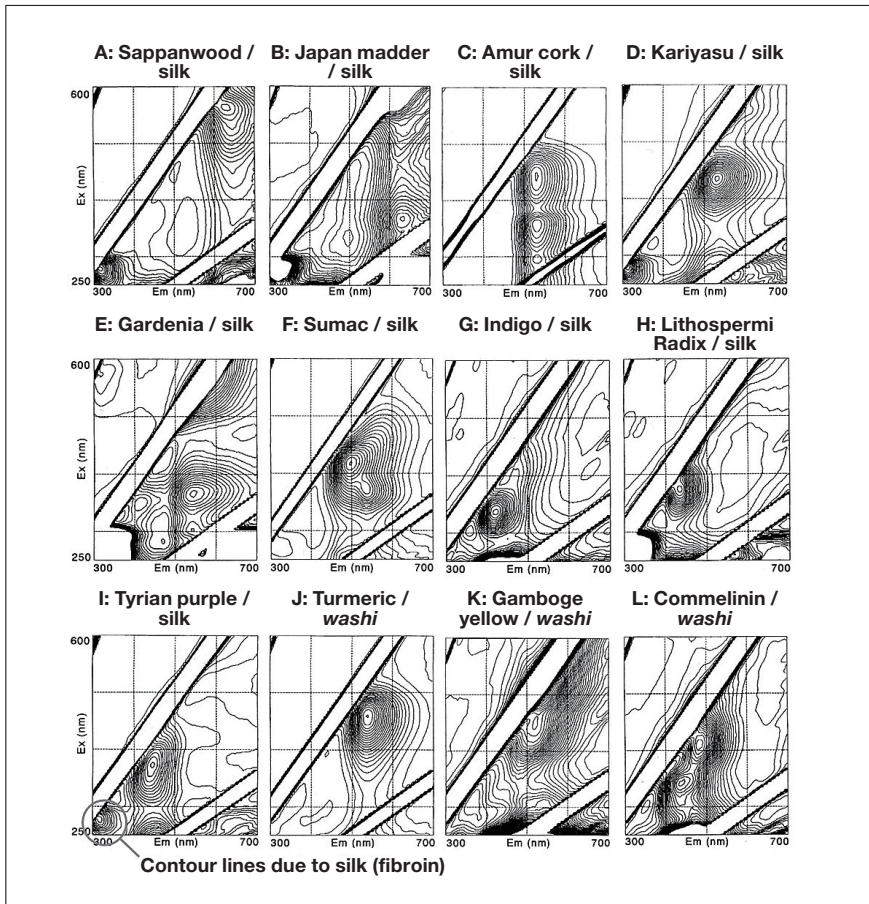 A: Sappanwood /
silk
B: Japan madder
/ silk
C: Amur cork /
silk
D: Kariyasu / silk
600
Ex (nm)
250
300 Em (nm) 700
300 Em (nm) 700
300 Em (nm) 700
300 Em (nm) 700
E: Gardenia / silk
F: Sumac / silk
G: Indigo / silk
H: Lithospermi
Radix / silk
600
Ex (nm)
250
300 Em (nm) 700
300 Em (nm) 700
300 Em (nm) 700
300 Em (nm) 700
I: Tyrian purple /
silk
J: Turmeric /
washi
K: Gamboge
yellow / washi
L: Commelinin /
washi
600
Ex (nm)
250
300 Em (nm) 700
300 Em (nm) 700
300 Em (nm) 700
300 Em (nm) 700
Contour lines due to silk (fibroin)